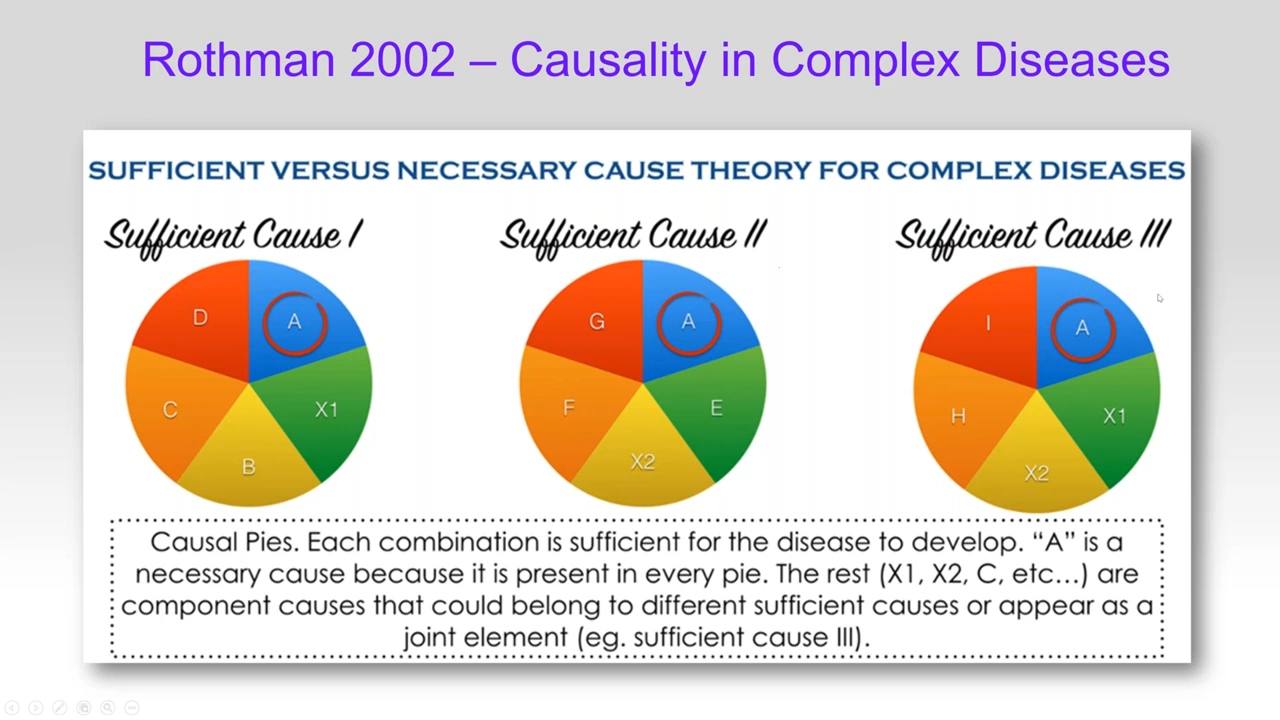 Rothman 2002 – Causality in Complex Diseases
SUFFICIENT VERSUS NECESSARY CAUSE THEORY FOR COMPLEX DISEASES
Sufficient Cause I
Sufficient Cause II
Sufficient Cause III
D
A
C
X1
B
G
A
F
E
X2
I
A
H
X1
X2
Causal Pies. Each combination is sufficient for the disease to develop. “A” is a
necessary cause because it is present in every pie. The rest (X1, X2, C, etc...) are
component causes that could belong to different sufficient causes or appear as a
joint element (eg. sufficient cause III).